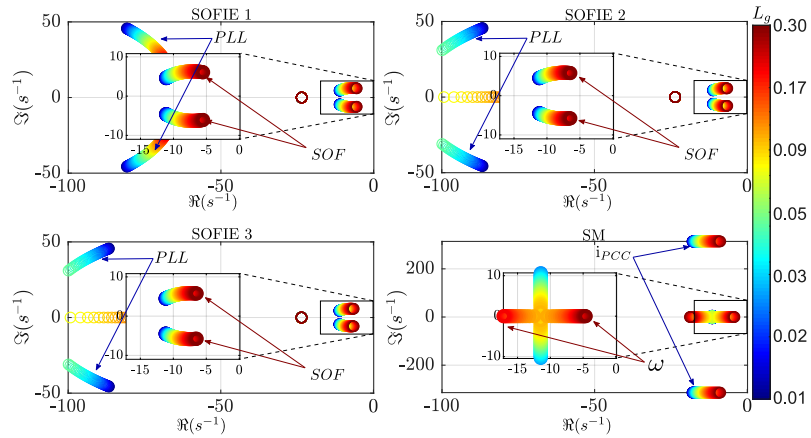 SOFIE 1
50
0
-50
-100
-50
0
ℜ(s⁻¹)
ℑ(s⁻¹)
PLL
SOF
10
0
-10
-15
-10
-5
0
SOFIE 2
50
0
-50
-100
-50
0
ℜ(s⁻¹)
ℑ(s⁻¹)
PLL
SOF
10
0
-10
-15
-10
-5
0
SOFIE 3
50
0
-50
-100
-50
0
ℜ(s⁻¹)
ℑ(s⁻¹)
PLL
SOF
10
0
-10
-15
-10
-5
0
SM
200
0
-200
-100
-50
0
ℜ(s⁻¹)
ℑ(s⁻¹)
i_PCC
ω
10
0
-10
-15
-10
-5
0
L_g
0.30
0.17
0.09
0.05
0.03
0.02
0.01